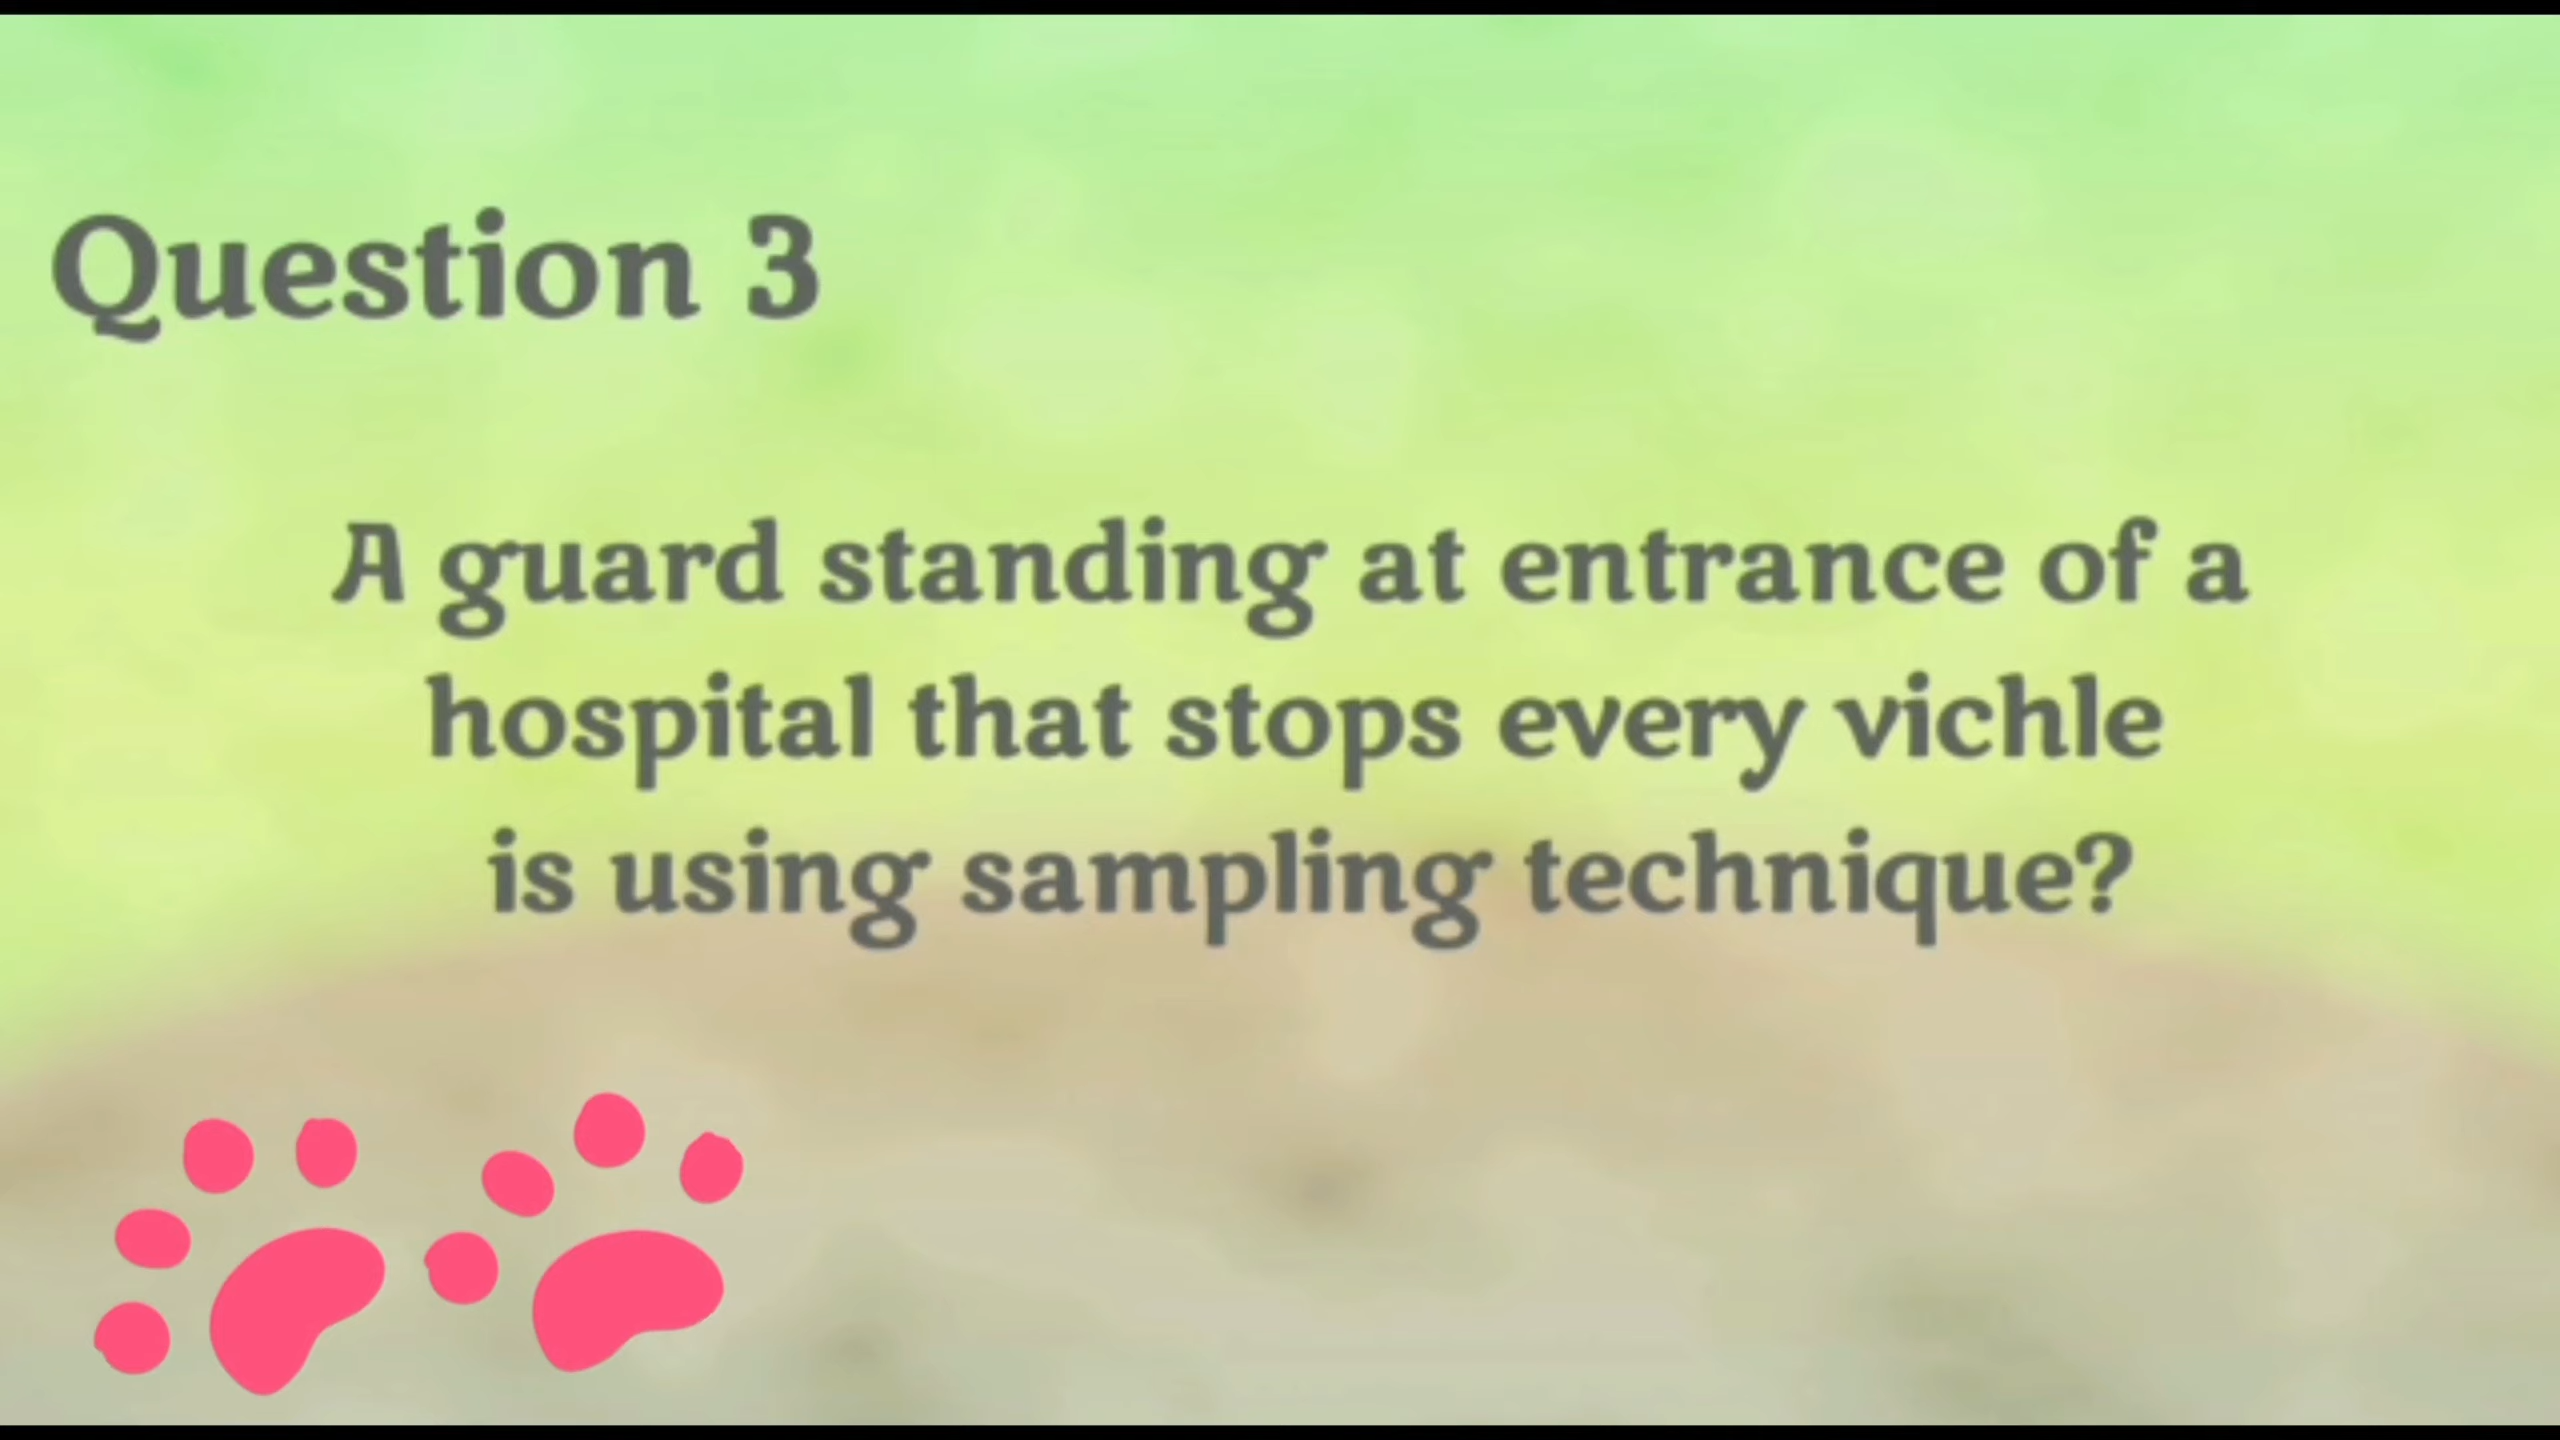 Question 3
A guard standing at entrance of a
hospital that stops every vichle
is using sampling technique?